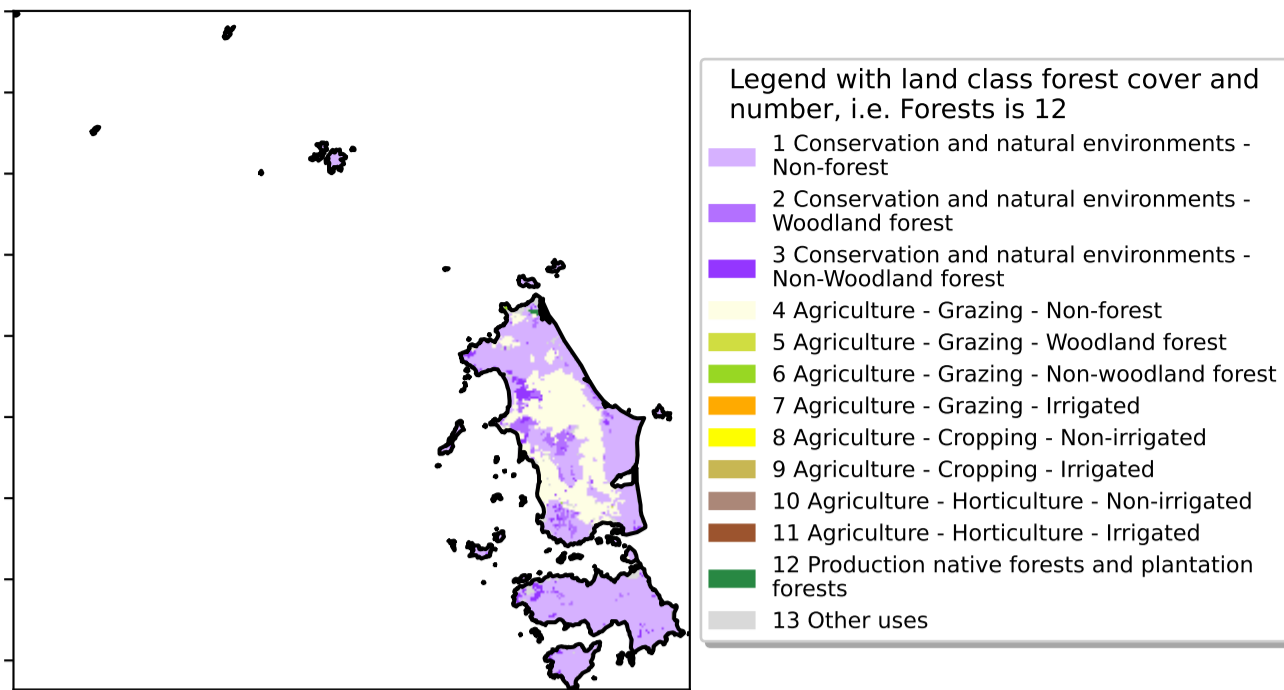 Legend with land class forest cover and
number, i.e. Forests is 12
1 Conservation and natural environments -
Non-forest
2 Conservation and natural environments -
Woodland forest
3 Conservation and natural environments -
Non-Woodland forest
4 Agriculture - Grazing - Non-forest
5 Agriculture - Grazing - Woodland forest
6 Agriculture - Grazing - Non-woodland forest
7 Agriculture - Grazing - Irrigated
8 Agriculture - Cropping - Non-irrigated
9 Agriculture - Cropping - Irrigated
10 Agriculture - Horticulture - Non-irrigated
11 Agriculture - Horticulture - Irrigated
12 Production native forests and plantation
forests
13 Other uses